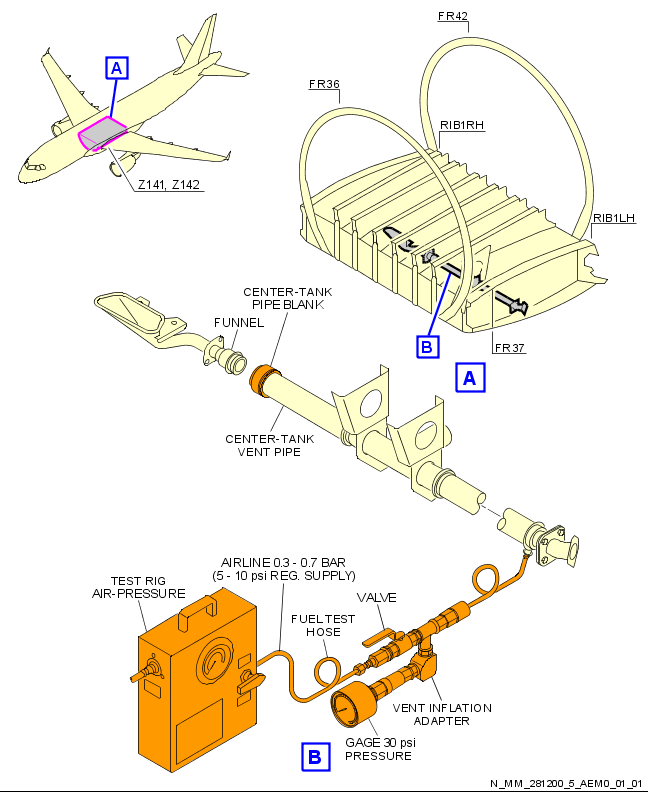 FR42
A
FR36
RIB1RH
Z141, Z142
RIB1LH
CENTER-TANK
PIPE BLANK
FUNNEL
B
FR37
A
CENTER-TANK
VENT PIPE
AIRLINE 0.3 - 0.7 BAR
(5 - 10 psi REG. SUPPLY)
TEST RIG
AIR-PRESSURE
VALVE
FUEL TEST
HOSE
VENT INFLATION
ADAPTER
GAGE 30 psi
PRESSURE
B
N_MM_281200_5_AEM0_01_01